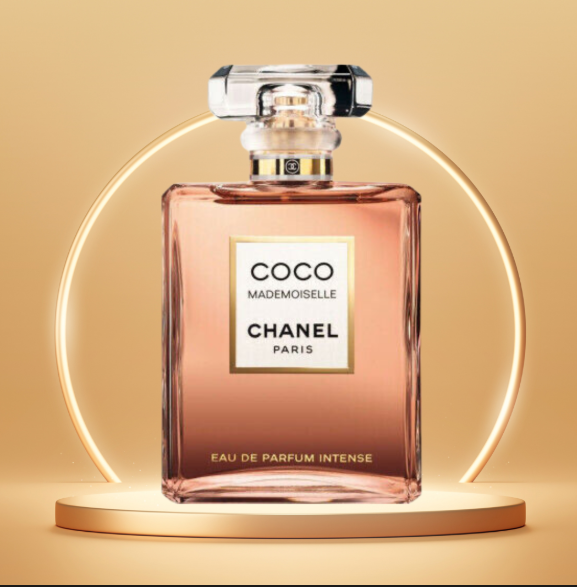 COCO
MADEMOISELLE
CHANEL
PARIS
EAU DE PARFUM INTENSE